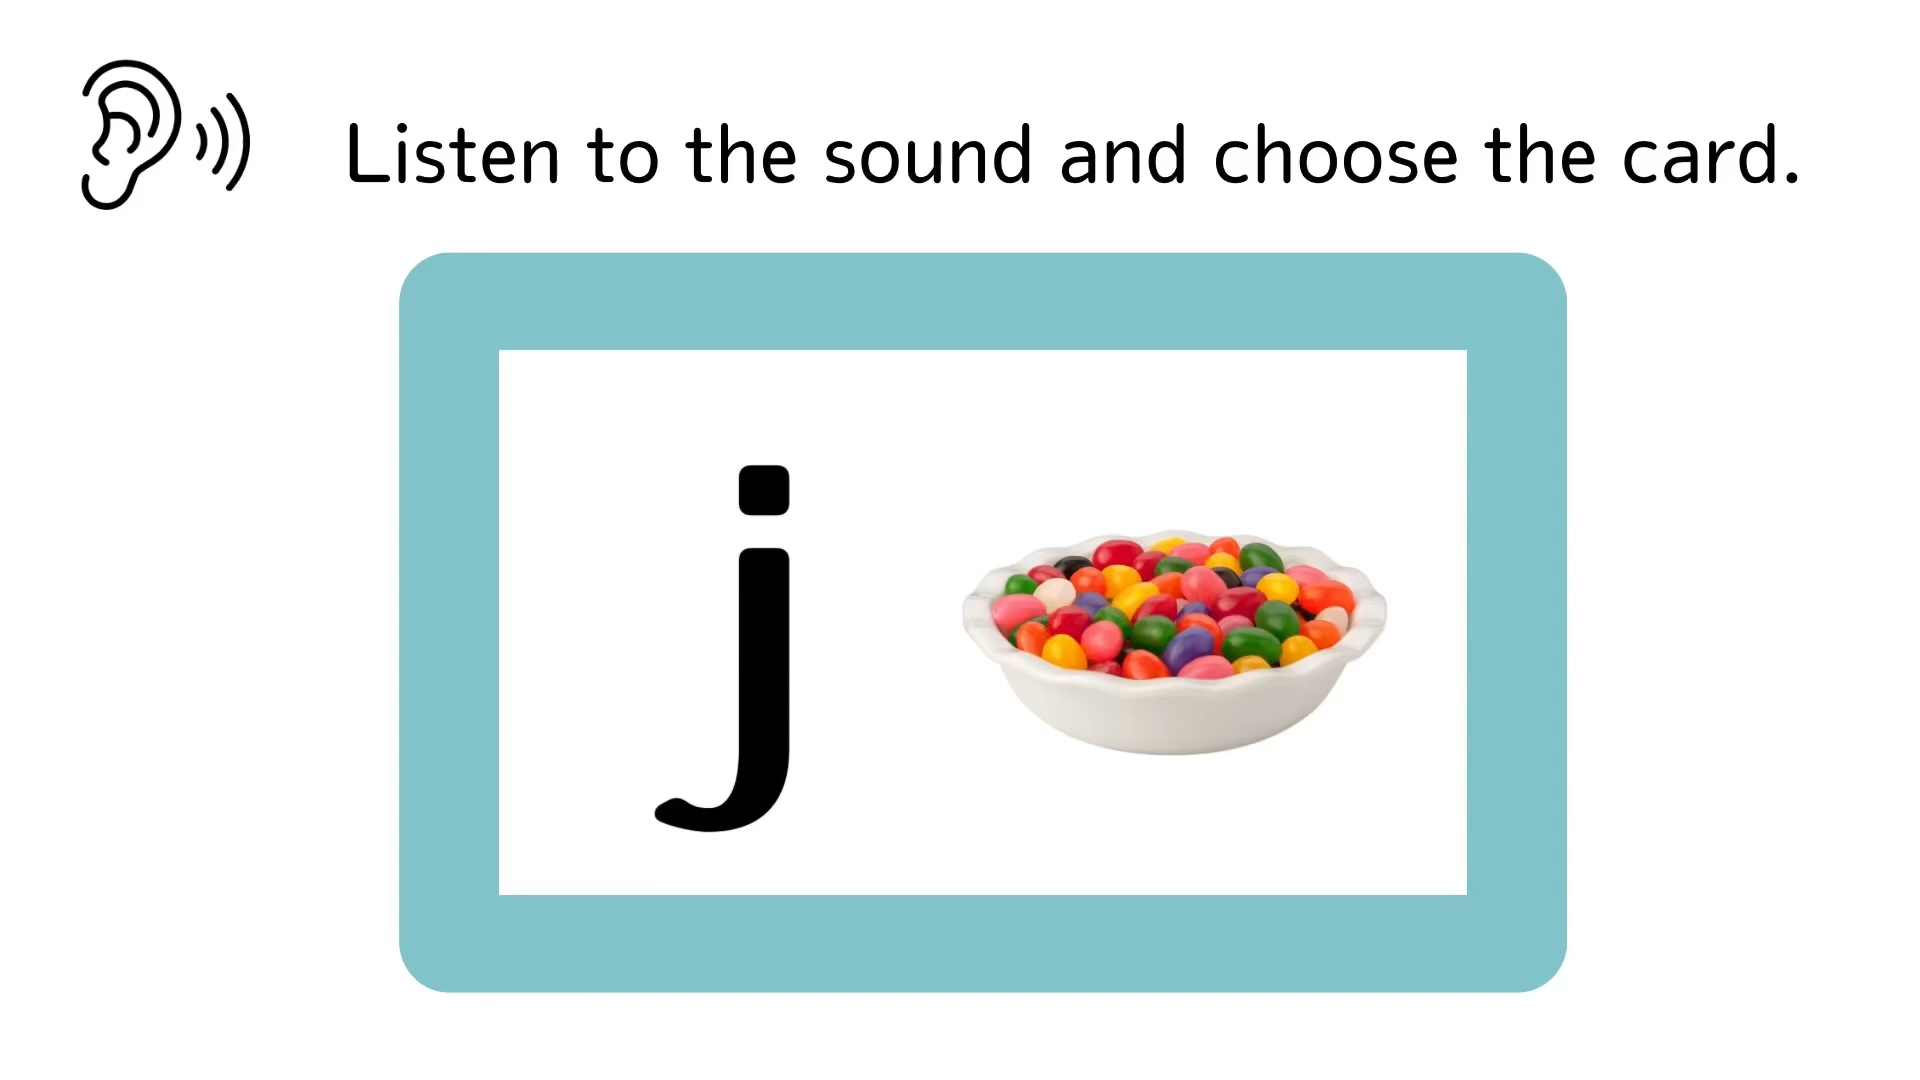 Listen to the sound and choose the card.
j